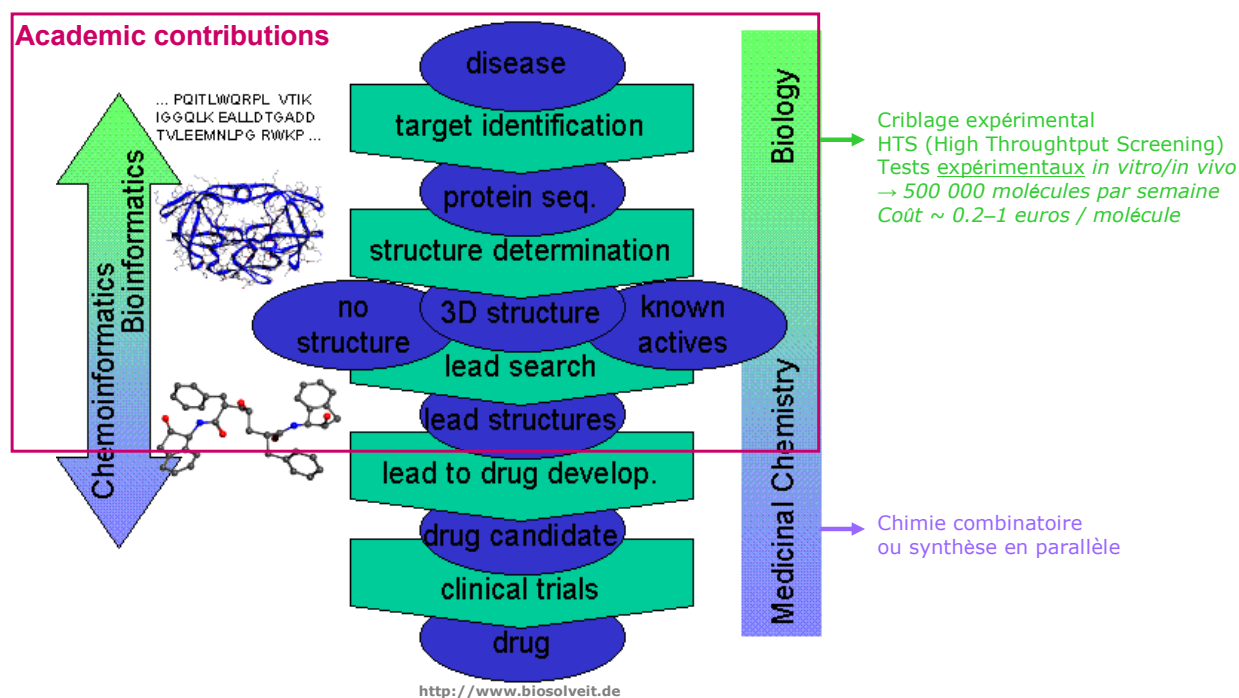 Academic contributions
disease
... PQITLWQRPL VTIK
IGGQLK EALLDTGADD
TVLEEMNLPG RWKP ...
target identification
protein seq.
structure determination
no
structure
3D structure
known
actives
lead search
lead structures
lead to drug develop.
drug candidate
clinical trials
drug
Chemoinformatics
Bioinformatics
Biology
Medicinal Chemistry
Criblage expérimental
HTS (High Throughtput Screening)
Tests expérimentaux in vitro/in vivo
→ 500 000 molécules par semaine
Coût ~ 0.2–1 euros / molécule
Chimie combinatoire
ou synthèse en parallèle
http://www.biosolveit.de